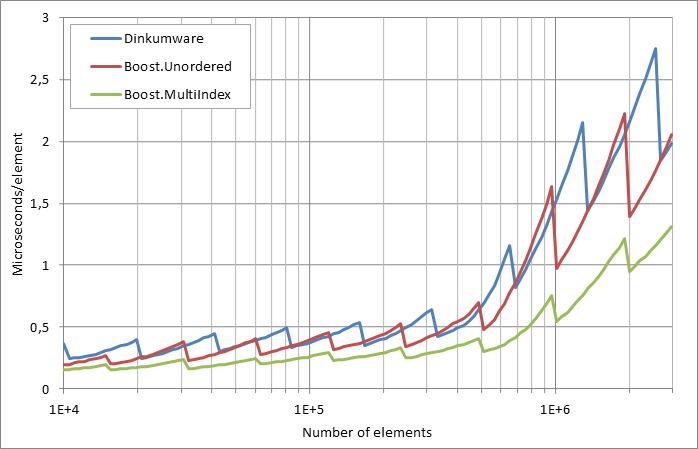 3
2,5
2
1,5
1
0,5
0
Microseconds/element
Dinkumware
Boost.Unordered
Boost.MultiIndex
1E+4 1E+5 1E+6
Number of elements